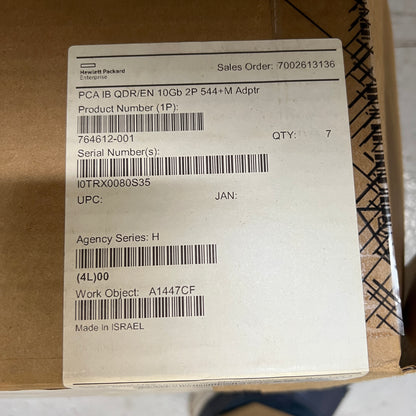 Hewlett Packard
Enterprise
Sales Order: 7002613136
PCA IB QDR/EN 10Gb 2P 544+M Adptr
Product Number (1P):
764612-001
QTY: 7
Serial Number(s):
I0TRX0080S35
UPC:
JAN:
Agency Series: H
(4L)00
Work Object: A1447CF
Made In ISRAEL